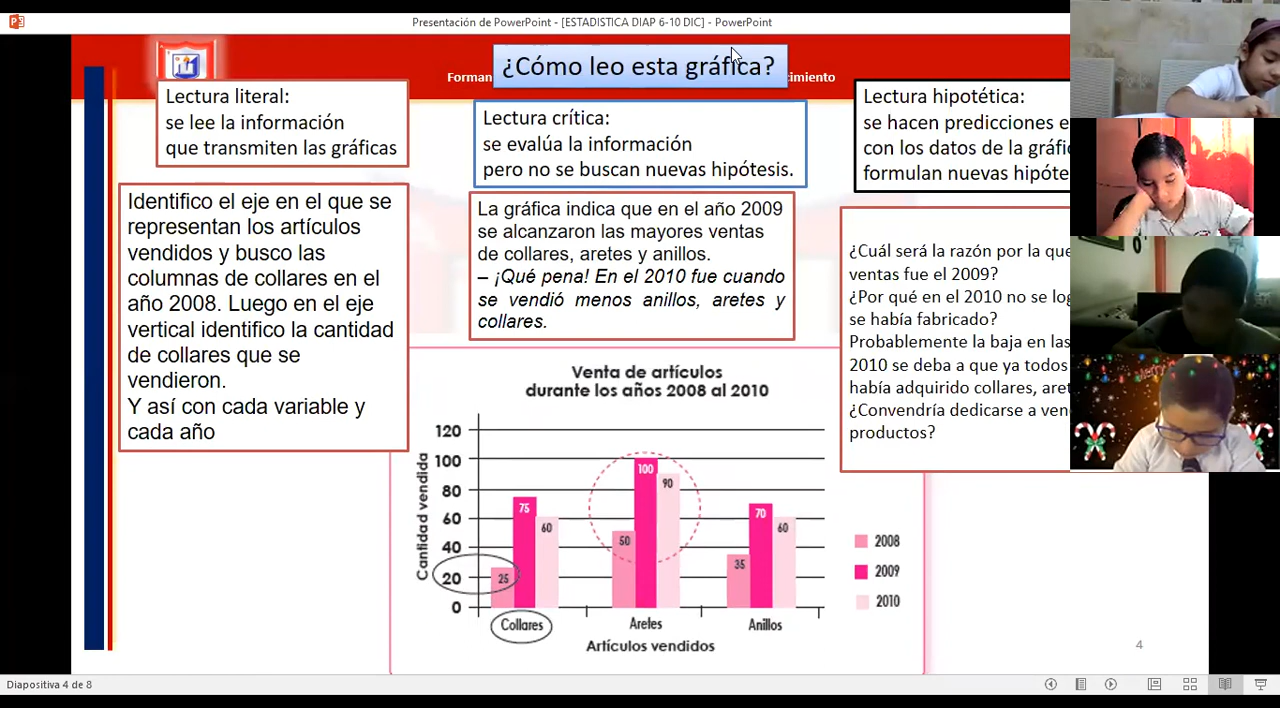 Presentación de PowerPoint - [ESTADISTICA DIAP 6-10 DIC] - PowerPoint
¿Cómo leo esta gráfica?
Forman
cimiento
Lectura literal:
se lee la información
que transmiten las gráficas
Lectura crítica:
se evalúa la información
pero no se buscan nuevas hipótesis.
Lectura hipotética:
se hacen predicciones e
con los datos de la gráfi
formulan nuevas hipóte
Identifico el eje en el que se
representan los artículos
vendidos y busco las
columnas de collares en el
año 2008. Luego en el eje
vertical identifico la cantidad
de collares que se
vendieron.
Y así con cada variable y
cada año
La gráfica indica que en el año 2009
se alcanzaron las mayores ventas
de collares, aretes y anillos.
– ¡Qué pena! En el 2010 fue cuando
se vendió menos anillos, aretes y
collares.
¿Cuál será la razón por la que
ventas fue el 2009?
¿Por qué en el 2010 no se log
se había fabricado?
Probablemente la baja en las
2010 se deba a que ya todos
había adquirido collares, aret
¿Convendría dedicarse a ven
productos?
Venta de artículos
durante los años 2008 al 2010
Cantidad vendida
120
100
80
60
40
20
0
25
75
60
50
100
90
35
70
60
Collares
Aretes
Anillos
Artículos vendidos
2008
2009
2010
4
Diapositiva 4 de 8